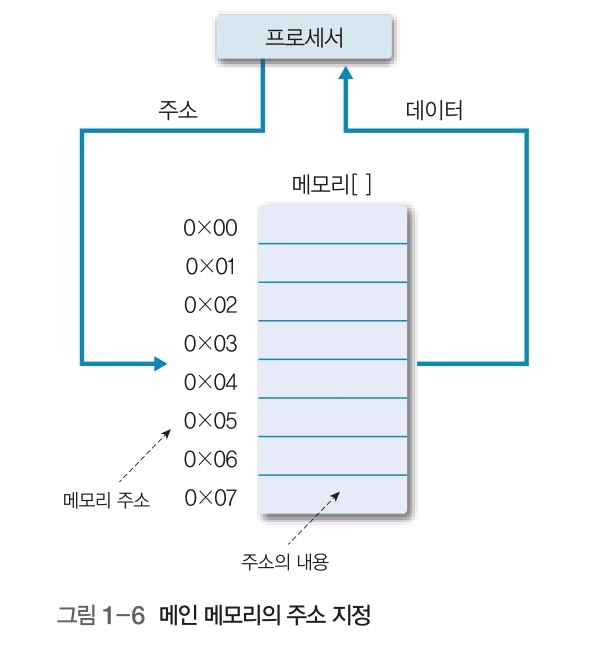 프로세서
주소
데이터
메모리[ ]
0×00
0×01
0×02
0×03
0×04
0×05
0×06
0×07
메모리 주소
주소의 내용
그림 1-6 메인 메모리의 주소 지정